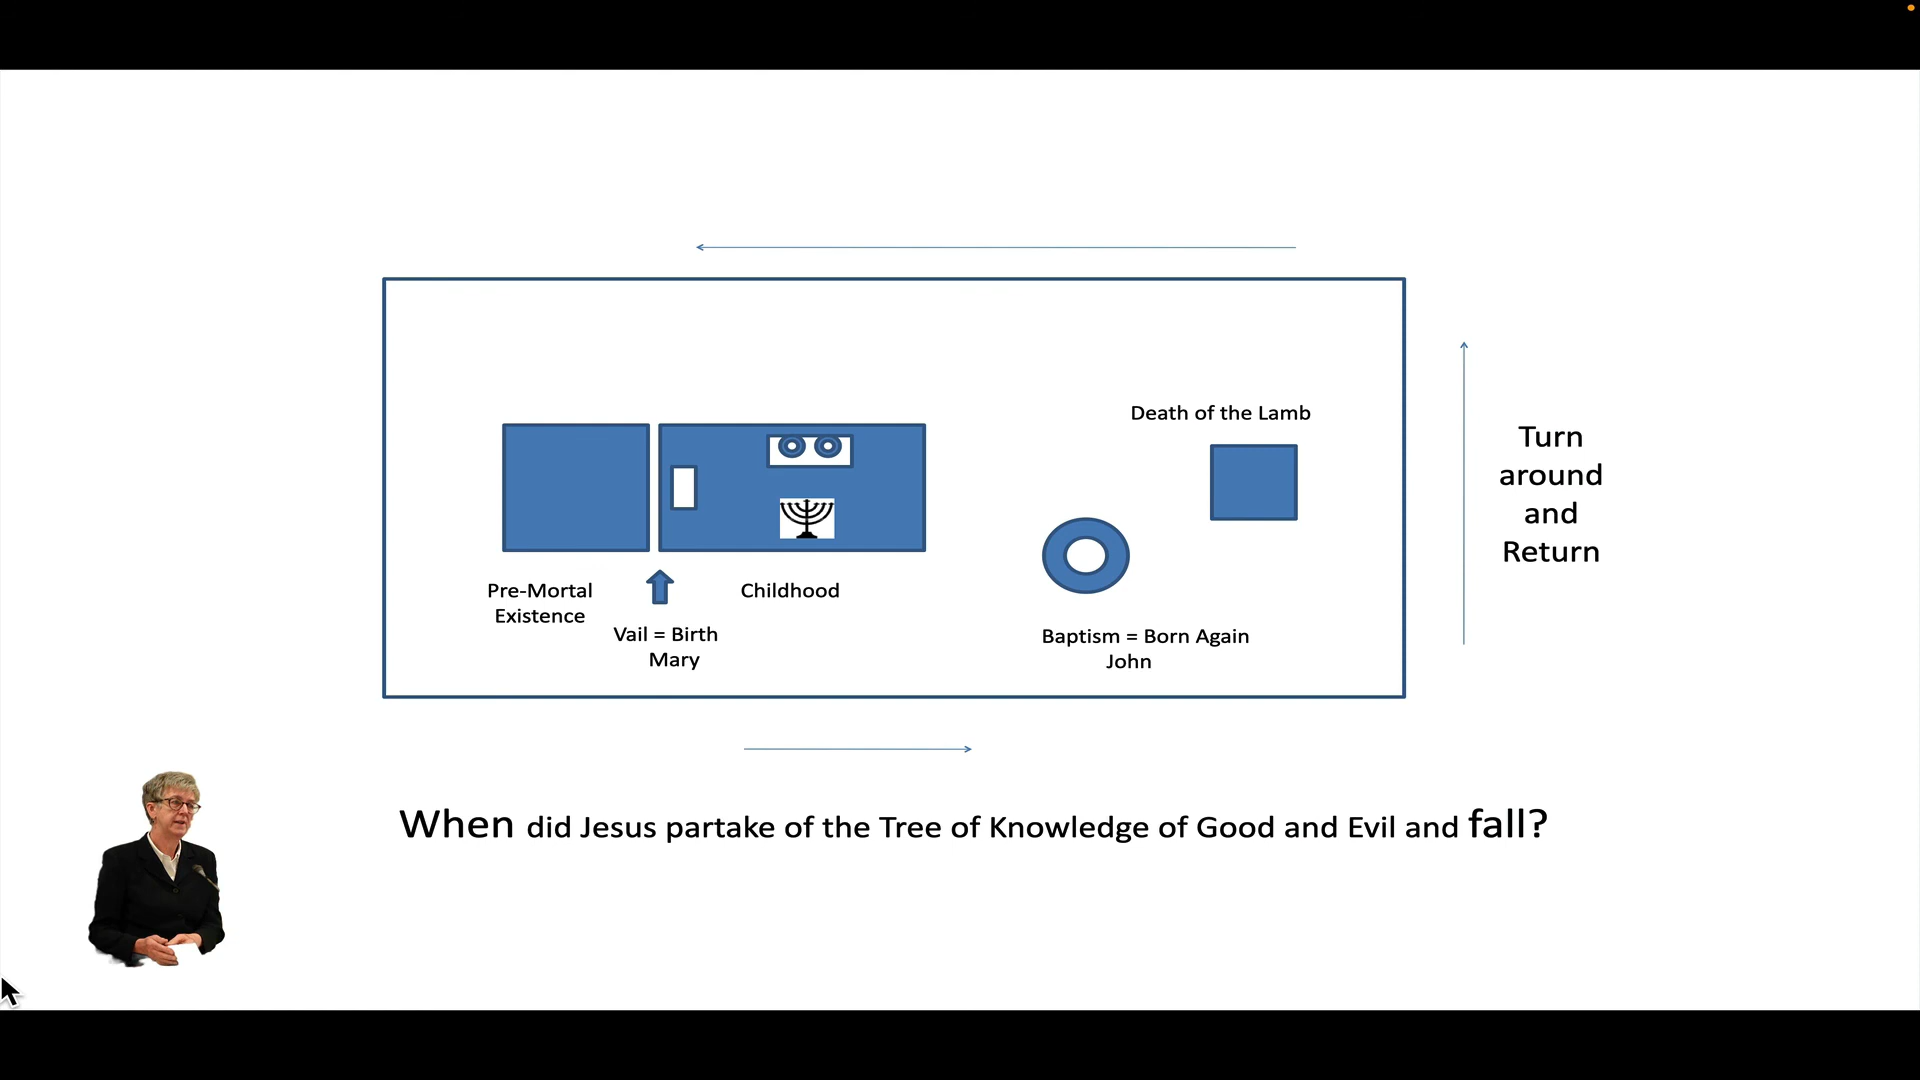 Death of the Lamb
Turn
around
and
Return
Pre-Mortal
Existence
Childhood
Vail = Birth
Mary
Baptism = Born Again
John
When did Jesus partake of the Tree of Knowledge of Good and Evil and fall?